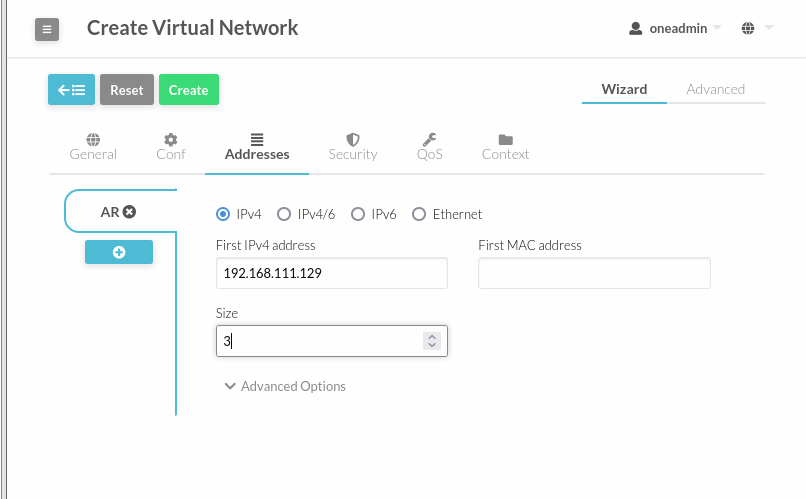 Create Virtual Network
oneadmin
Reset
Create
Wizard
Advanced
General
Conf
Addresses
Security
QoS
Context
AR
IPv4
IPv4/6
IPv6
Ethernet
First IPv4 address
First MAC address
192.168.111.129
Size
3
Advanced Options